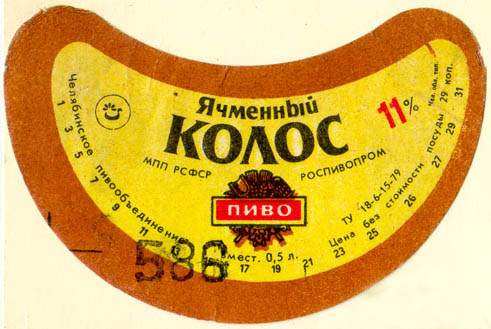 Ячменный
КОЛОС
11%
МПП РСФСР
РОСПИВОПРОМ
ПИВО
Челябинское пивообъединение
Вмест. 0,5 л.
ТУ 18-6-15-79
Цена без стоимости посуды 29 коп.
1 3 5 7 9 11 17 19 21 23 25 26 27 29 31
586